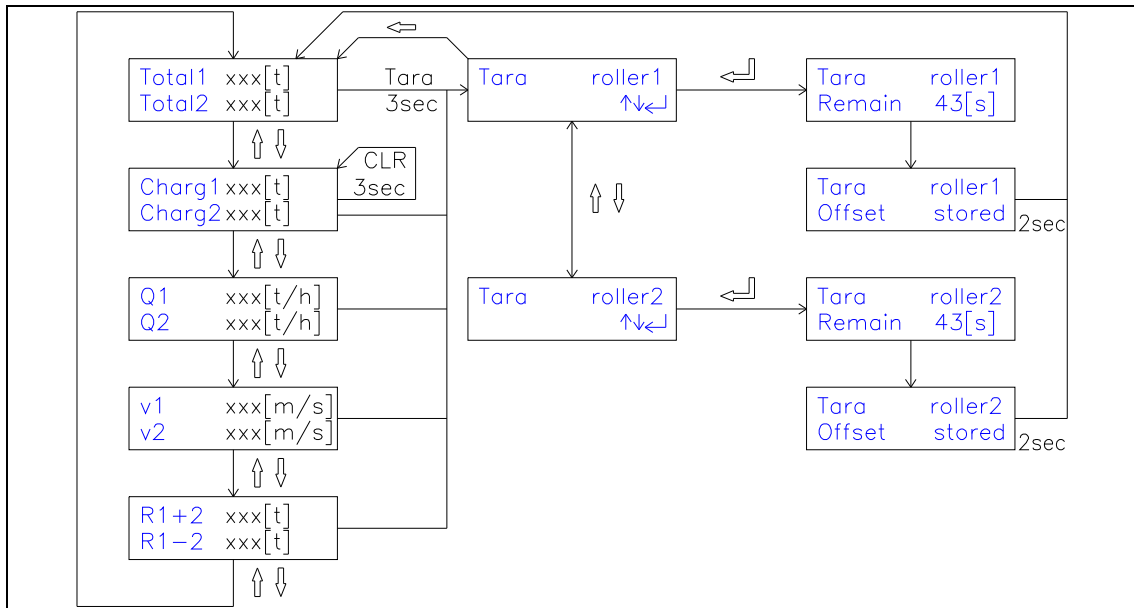 Total1 xxx[t]
Total2 xxx[t]
Tara
3sec
Tara roller1
↑↓↵
Tara roller1
Remain 43[s]
Charg1 xxx[t]
Charg2 xxx[t]
CLR
3sec
Tara roller1
Offset stored
2sec
Q1 xxx[t/h]
Q2 xxx[t/h]
Tara roller2
↑↓↵
Tara roller2
Remain 43[s]
v1 xxx[m/s]
v2 xxx[m/s]
Tara roller2
Offset stored
2sec
R1+2 xxx[t]
R1-2 xxx[t]